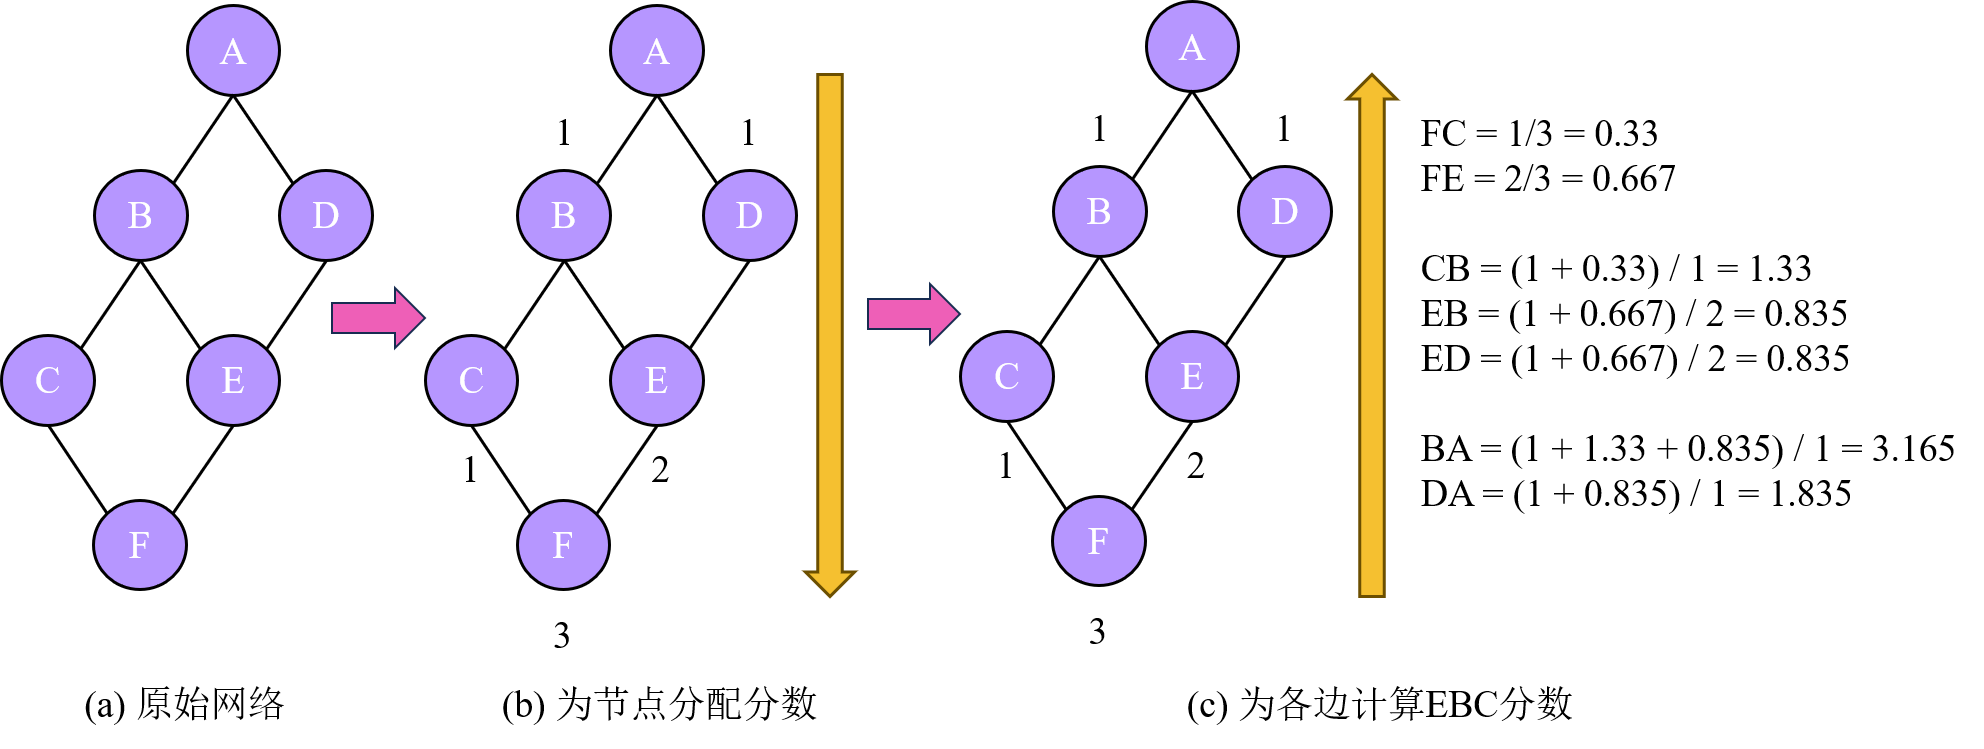 A
B
D
C
E
F
A
1
1
B
D
C
E
1
2
F
3
A
1
1
B
D
C
E
1
2
F
3
FC = 1/3 = 0.33
FE = 2/3 = 0.667
CB = (1 + 0.33) / 1 = 1.33
EB = (1 + 0.667) / 2 = 0.835
ED = (1 + 0.667) / 2 = 0.835
BA = (1 + 1.33 + 0.835) / 1 = 3.165
DA = (1 + 0.835) / 1 = 1.835
(a) 原始网络
(b) 为节点分配分数
(c) 为各边计算EBC分数